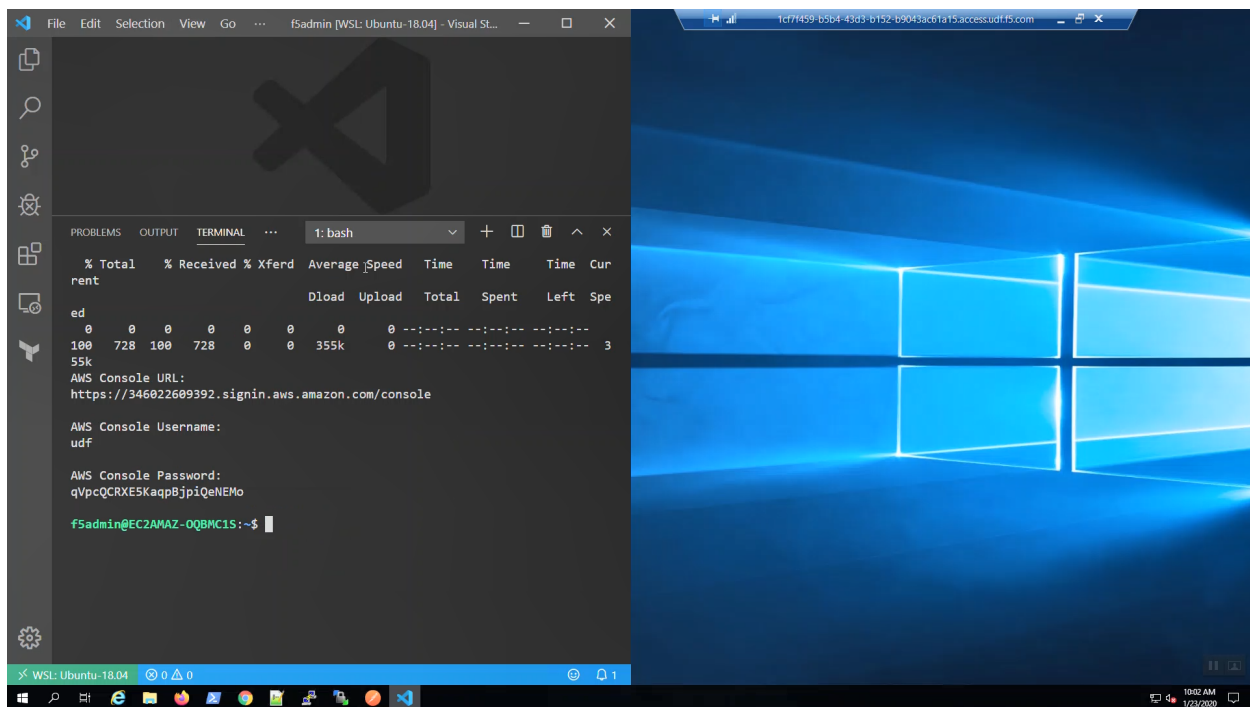 File Edit Selection View Go ··· f5admin [WSL: Ubuntu-18.04] - Visual St...
1cf7f459-b5b4-43d3-b152-b9043ac61a15.access.udf.f5.com
PROBLEMS OUTPUT TERMINAL ··· 1: bash
% Total % Received % Xferd Average Speed Time Time Time Cur
rent
Dload Upload Total Spent Left Spe
ed
0 0 0 0 0 0 0 0 --:--:-- --:--:-- --:--:--
100 728 100 728 0 0 355k 0 --:--:-- --:--:-- --:--:-- 3
55k
AWS Console URL:
https://346022609392.signin.aws.amazon.com/console
AWS Console Username:
udf
AWS Console Password:
qVpcQCRXE5KaqpBjpiQeNEMo
f5admin@EC2AMAZ-OQBMC1S:~$
WSL: Ubuntu-18.04 0 0 1
10:02 AM
1/23/2020